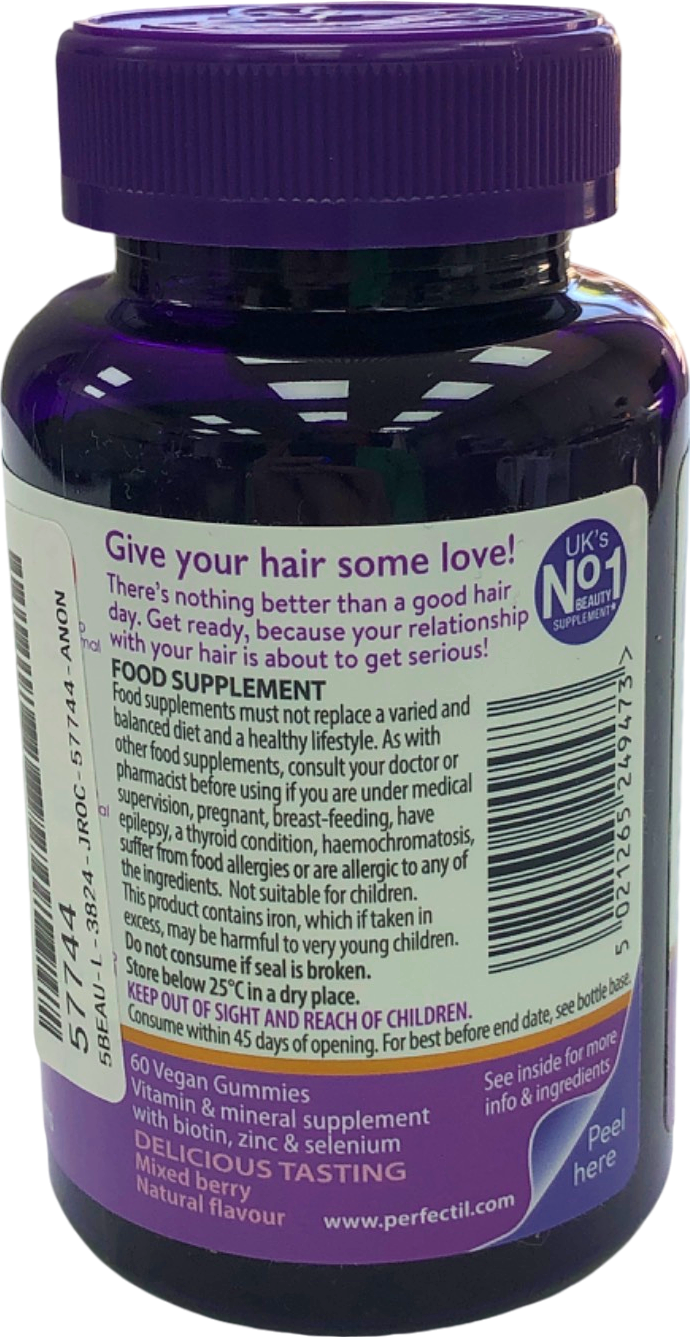 Give your hair some love!
There's nothing better than a good hair
day. Get ready, because your relationship
with your hair is about to get serious!
UK's
No1
BEAUTY
SUPPLEMENT*
FOOD SUPPLEMENT
Food supplements must not replace a varied and
balanced diet and a healthy lifestyle. As with
other food supplements, consult your doctor or
pharmacist before using if you are under medical
supervision, pregnant, breast-feeding, have
epilepsy, a thyroid condition, haemochromatosis,
suffer from food allergies or are allergic to any of
the ingredients. Not suitable for children.
This product contains iron, which if taken in
excess, may be harmful to very young children.
Do not consume if seal is broken.
Store below 25°C in a dry place.
KEEP OUT OF SIGHT AND REACH OF CHILDREN.
Consume within 45 days of opening. For best before end date, see bottle base.
5 021265 249473 >
57744
5BEAU-L-3824-JROC-57744-ANON
60 Vegan Gummies
Vitamin & mineral supplement
with biotin, zinc & selenium
DELICIOUS TASTING
Mixed berry
Natural flavour
www.perfectil.com
See inside for more
info & ingredients
Peel
here